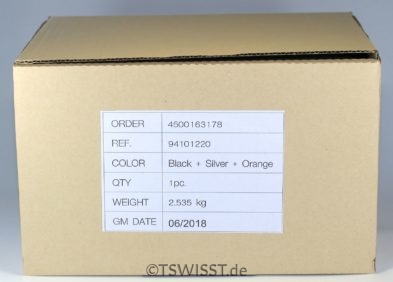 ORDER 4500163178
REF. 94101220
COLOR Black + Silver + Orange
QTY 1pc.
WEIGHT 2.535 kg
GM DATE 06/2018
©TSWISST.de